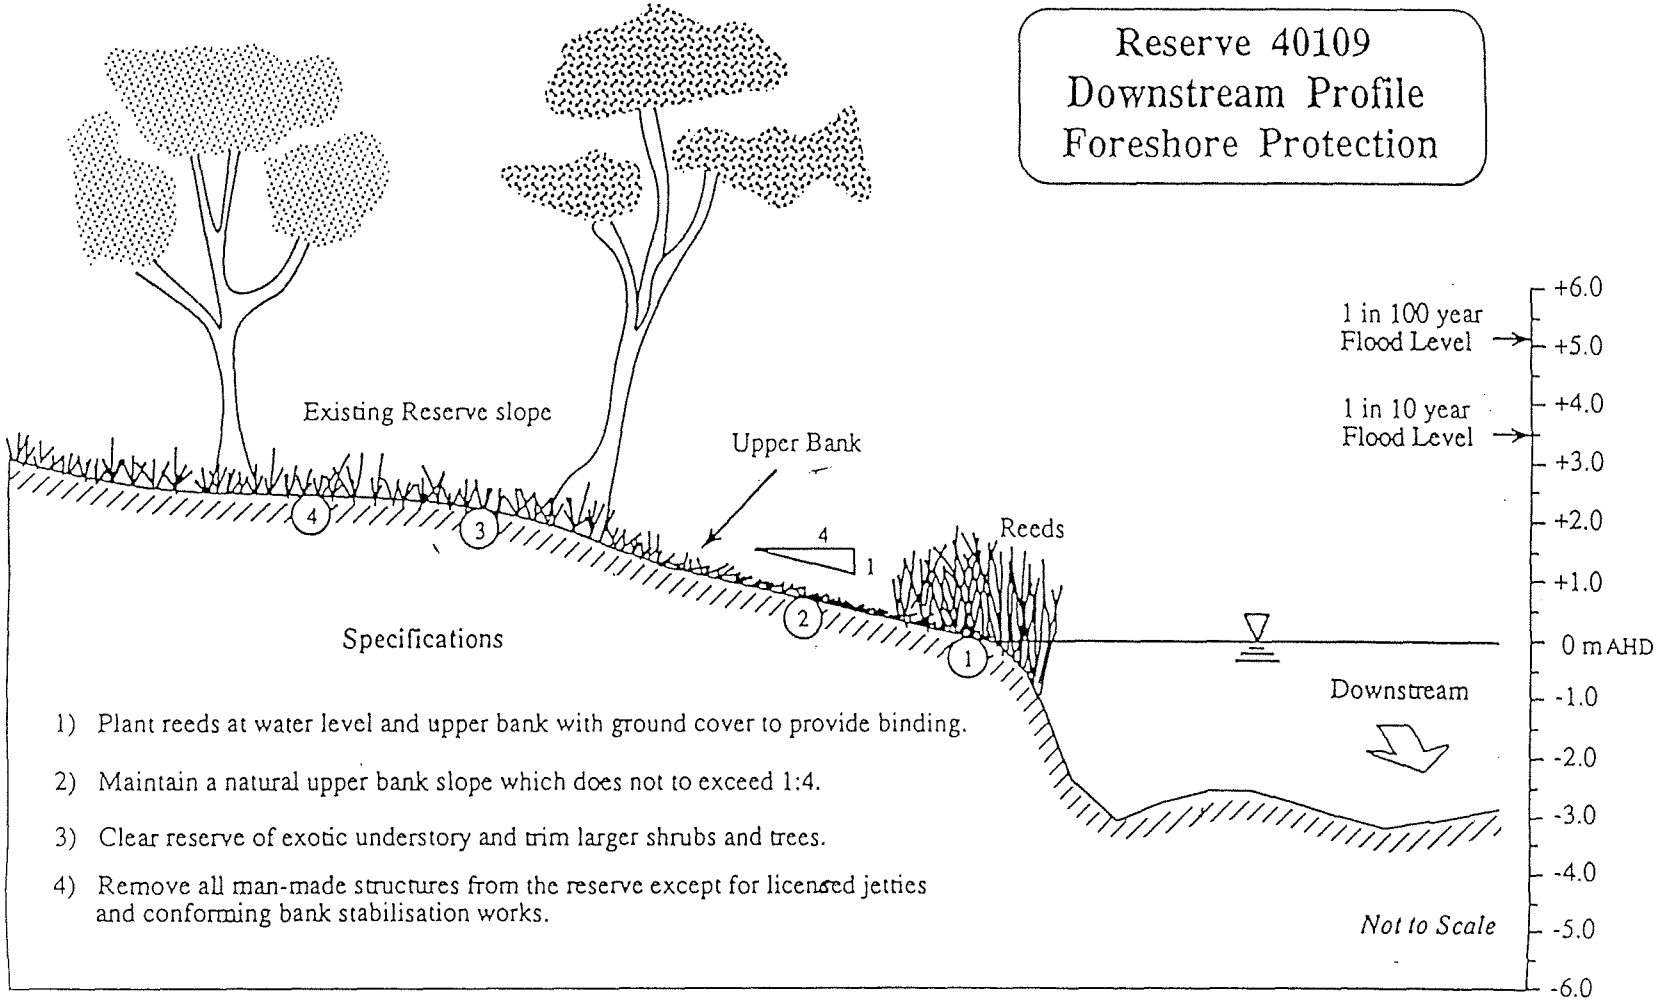 Reserve 40109
Downstream Profile
Foreshore Protection
+6.0
1 in 100 year
Flood Level
+5.0
+4.0
1 in 10 year
Flood Level
+3.0
Existing Reserve slope
Upper Bank
4
3
+2.0
Reeds
4
1
+1.0
2
1
0 m AHD
Specifications
Downstream
-1.0
-2.0
-3.0
-4.0
-5.0
-6.0
1) Plant reeds at water level and upper bank with ground cover to provide binding.
2) Maintain a natural upper bank slope which does not to exceed 1:4.
3) Clear reserve of exotic understory and trim larger shrubs and trees.
4) Remove all man-made structures from the reserve except for licensed jetties
and conforming bank stabilisation works.
Not to Scale